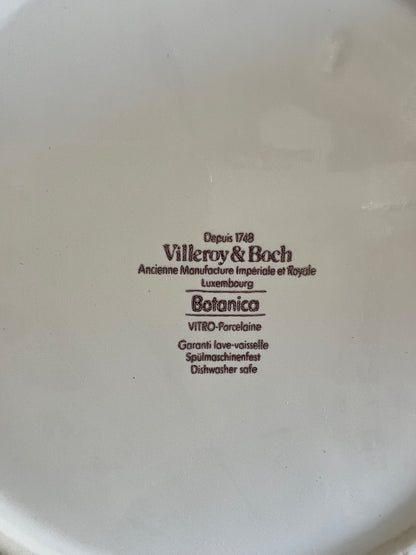 Depuis 1748
Villeroy & Boch
Ancienne Manufacture Impériale et Royale
Luxembourg
Botanica
VITRO-Porcelaine
Garanti lave-vaisselle
Spülmaschinenfest
Dishwasher safe